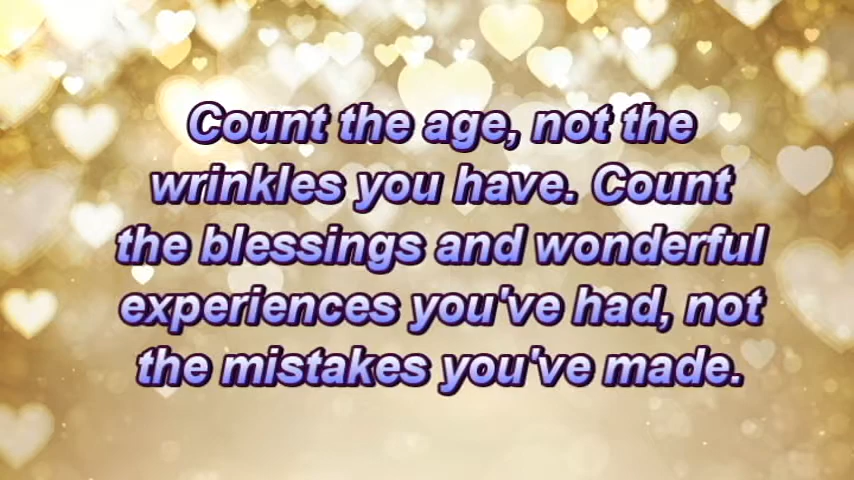 Count the age, not the
wrinkles you have. Count
the blessings and wonderful
experiences you've had, not
the mistakes you've made.